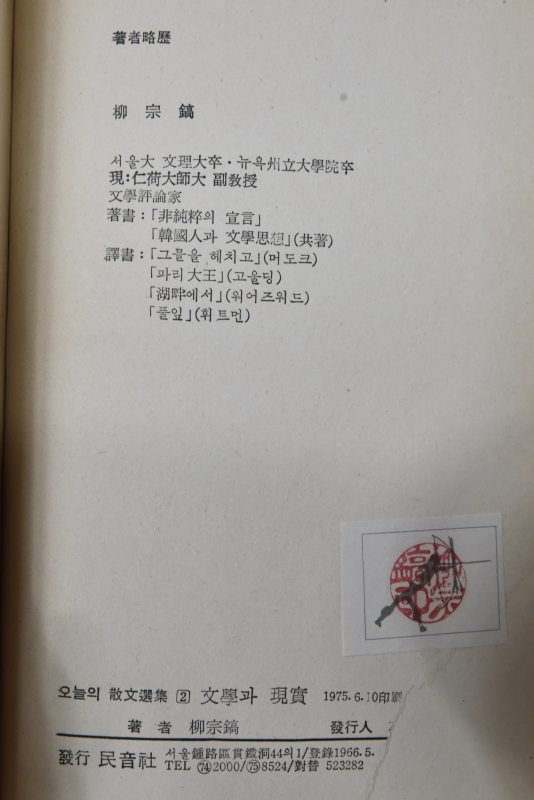 著者略歷
柳 宗 鎬
서울大 文理大卒·뉴욕州立大學院卒
現:仁荷大師大 副敎授
文學評論家
著書:「非純粹의 宣言」
「韓國人과 文學思想」(共著)
譯書:「그물을 헤치고」(머도크)
「파리大王」(고울딩)
「湖畔에서」(워어즈워드)
「풀잎」(휘트먼)
오늘의 散文選集 [2] 文學과 現實 1975.6.10印刷
著 者 柳宗鎬 發行人
發行 民音社 서울鍾路區貫鐵洞44의1/登錄1966.5.
TEL ㉔2000/㉕8524/對替 523282